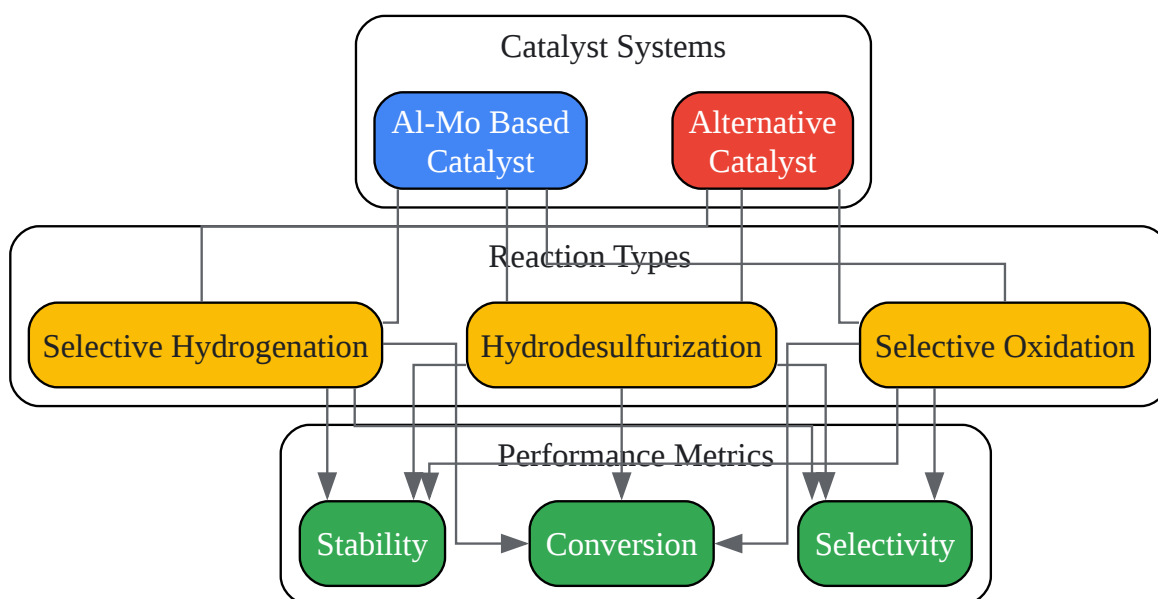 Catalyst Systems
Al-Mo Based
Catalyst
Alternative
Catalyst
Reaction Types
Selective Hydrogenation
Hydrodesulfurization
Selective Oxidation
Performance Metrics
Stability
Conversion
Selectivity